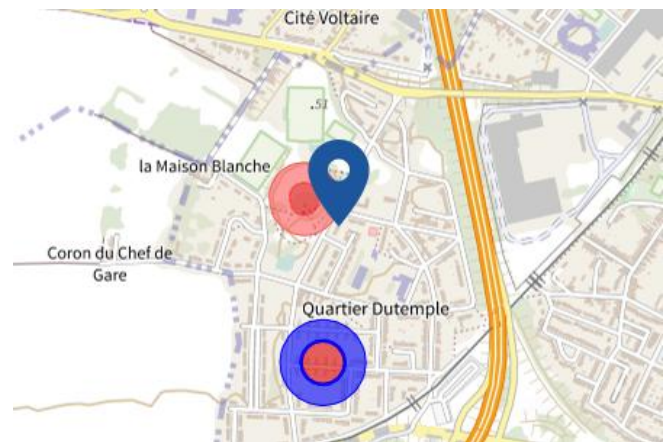 Cité Voltaire
.51
la Maison Blanche
Coron du Chef de
Gare
Quartier Dutemple